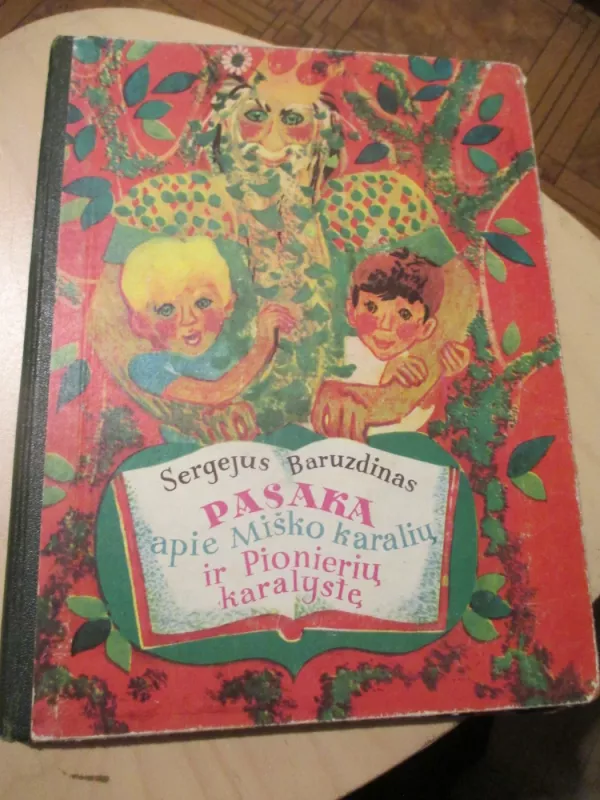 Sergejus Baruzdinas
PASAKA
apie Miško karalių
ir Pionierių
karalystę